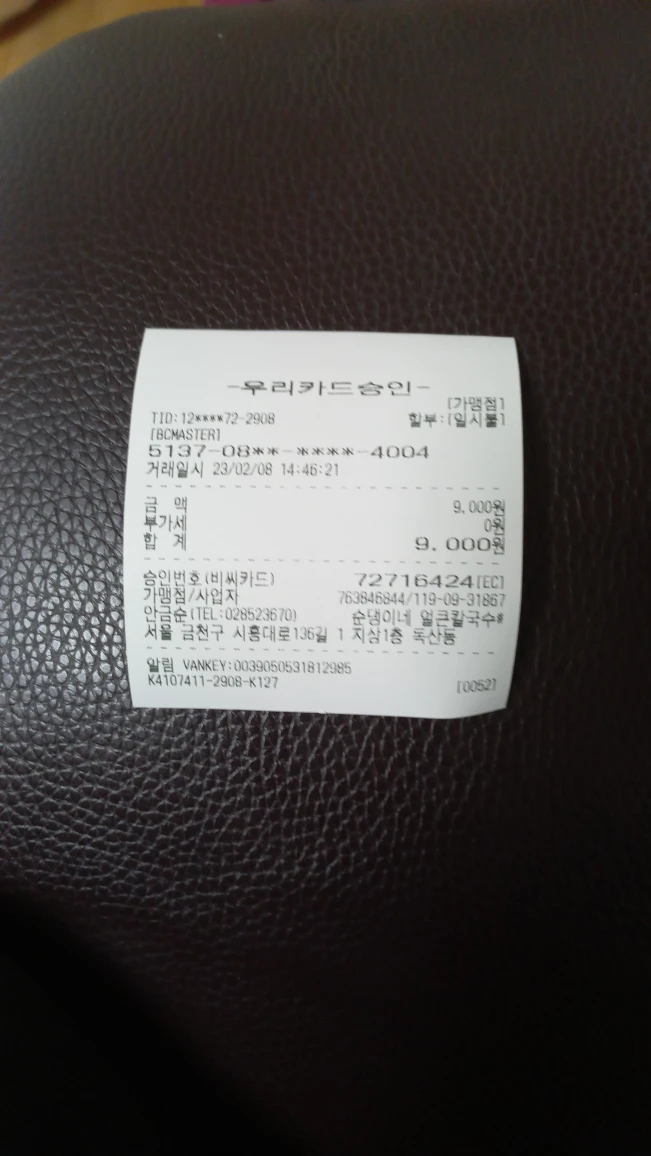 -우리카드승인-
[가맹점]
TID:12****72-2908 할부:[일시불]
[BCMASTER]
5137-08**-****-4004
거래일시 23/02/08 14:46:21
금 액 9,000원
부가세 0원
합 계 9,000원
승인번호(비씨카드) 72716424[EC]
가맹점/사업자 763846844/119-09-31867
안금순(TEL:028523670) 순댕이네 얼큰칼국수*
서울 금천구 시흥대로136길 1 지상1층 독산동
알림 VANKEY:0039050531812985
K4107411-2908-K127 [0052]